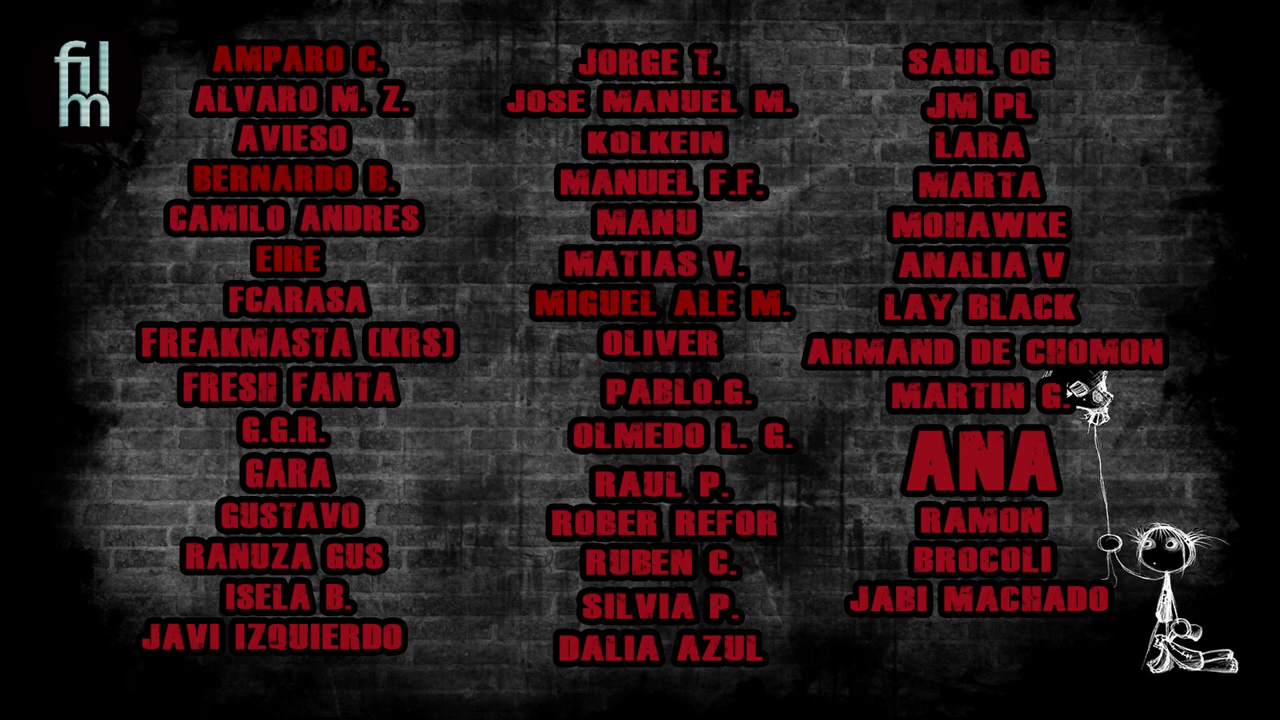 film
AMPARO C.
ALVARO M. Z.
AVIESO
BERNARDO B.
CAMILO ANDRES
EIRE
FCARASA
FREAKMASTA (KRS)
FRESH FANTA
G.G.R.
GARA
GUSTAVO
RANUZA GUS
ISELA B.
JAVI IZQUIERDO
JORGE T.
JOSE MANUEL M.
KOLKEIN
MANUEL F.F.
MANU
MATIAS V.
MIGUEL ALE M.
OLIVER
PABLO.G.
OLMEDO L. G.
RAUL P.
ROBER REFOR
RUBEN C.
SILVIA P.
DALIA AZUL
SAUL OG
JM PL
LARA
MARTA
MOHAWKE
ANALIA V
LAY BLACK
ARMAND DE CHOMON
MARTIN G.
ANA
RAMON
BROCOLI
JABI MACHADO